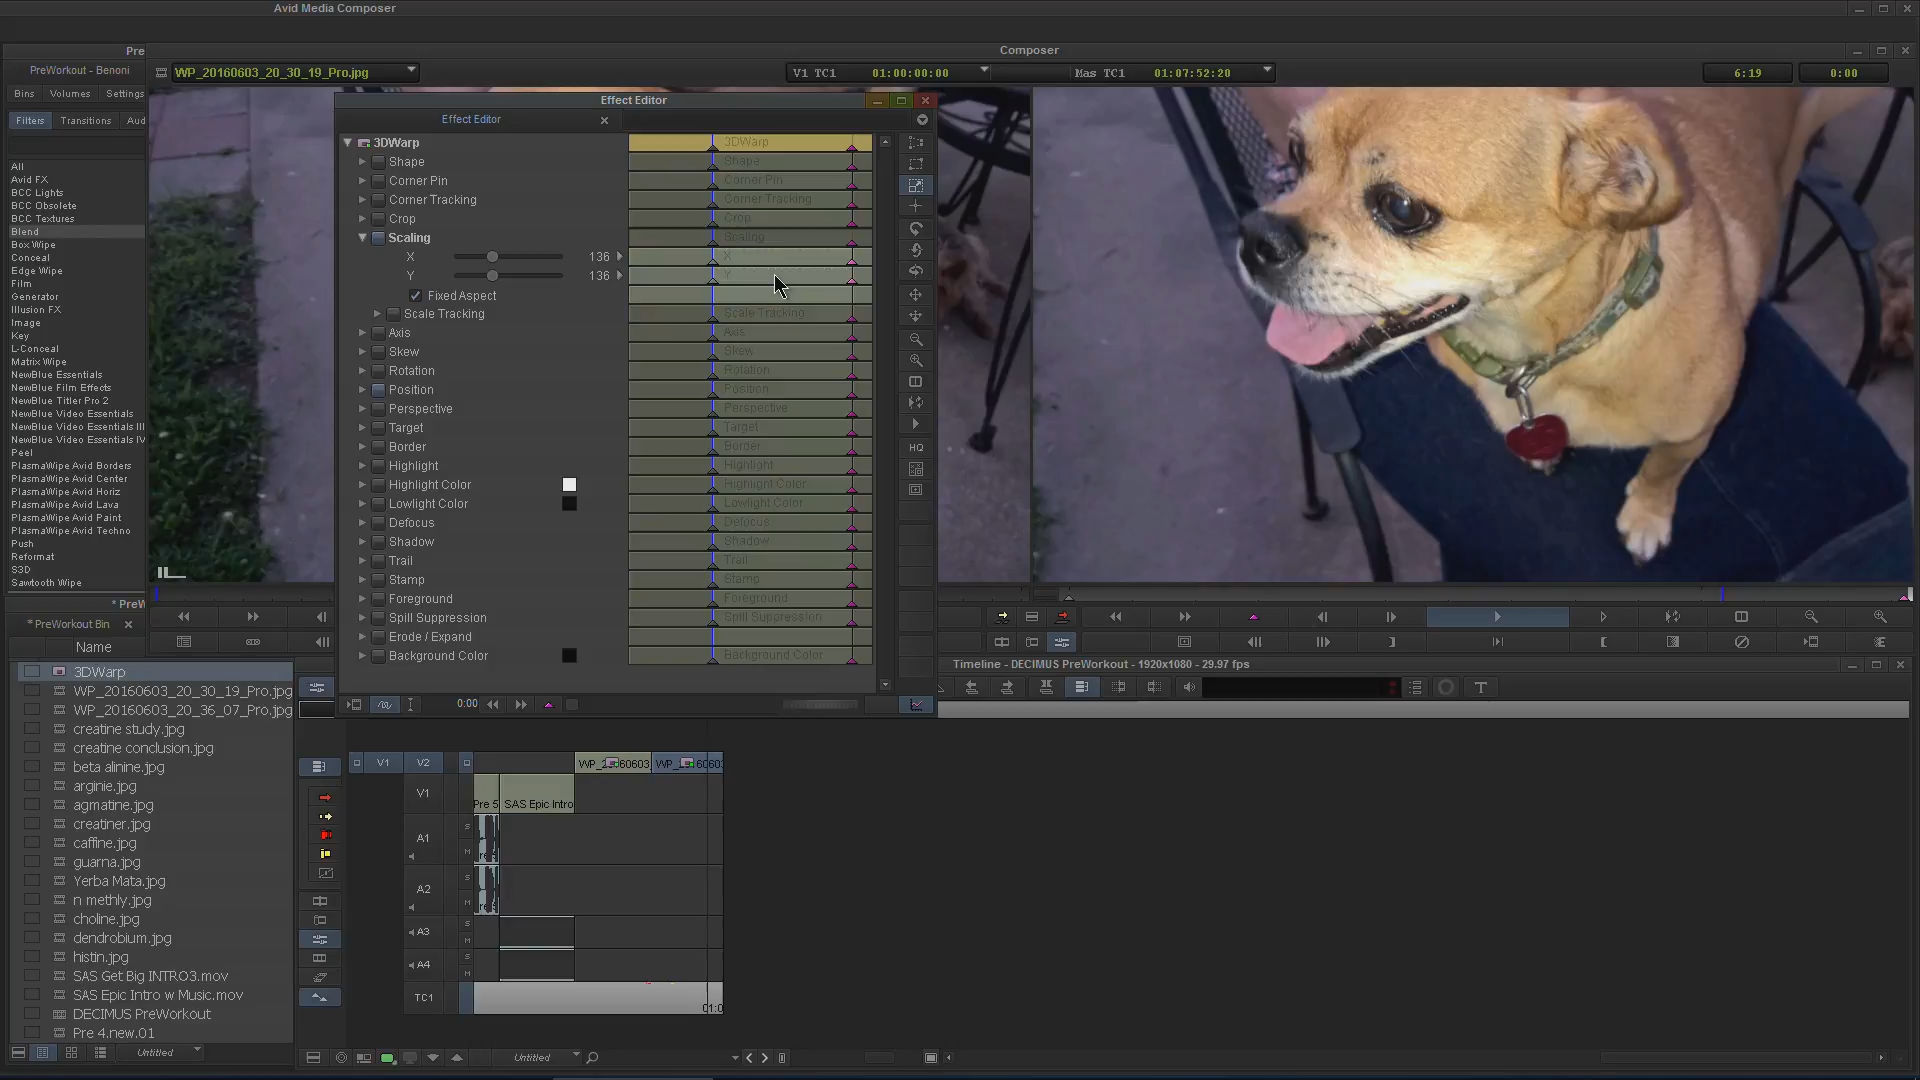 Avid Media Composer
Pre
Composer
PreWorkout - Benoni
WP_20160603_20_30_19_Pro.jpg
V1 TC1
01:00:00:00
Mas TC1
01:07:52:20
6:19
0:00
Bins
Volumes
Settings
Filters
Transitions
Aud
Effect Editor
Effect Editor
All
Avid FX
BCC Lights
BCC Obsolete
BCC Textures
Blend
Box Wipe
Conceal
Edge Wipe
Film
Generator
Illusion FX
Image
Key
L-Conceal
Matrix Wipe
NewBlue Essentials
NewBlue Film Effects
NewBlue Titler Pro 2
NewBlue Video Essentials
NewBlue Video Essentials III
NewBlue Video Essentials IV
Peel
PlasmaWipe Avid Borders
PlasmaWipe Avid Center
PlasmaWipe Avid Horiz
PlasmaWipe Avid Lava
PlasmaWipe Avid Paint
PlasmaWipe Avid Techno
Push
Reformat
S3D
Sawtooth Wipe
3DWarp
3DWarp
Shape
Shape
Corner Pin
Corner Pin
Corner Tracking
Corner Tracking
Crop
Crop
Scaling
Scaling
X
136
X
Y
136
Y
Fixed Aspect
Scale Tracking
Scale Tracking
Axis
Axis
Skew
Skew
Rotation
Rotation
Position
Position
Perspective
Perspective
Target
Target
Border
Border
Highlight
Highlight
Highlight Color
Highlight Color
Lowlight Color
Lowlight Color
Defocus
Defocus
Shadow
Shadow
Trail
Trail
Stamp
Stamp
Foreground
Foreground
Spill Suppression
Spill Suppression
Erode / Expand
Background Color
Background Color
HQ
0:00
* PreW
*PreWorkout Bin
Name
3DWarp
WP_20160603_20_30_19_Pro.jpg
WP_20160603_20_36_07_Pro.jpg
creatine study.jpg
creatine conclusion.jpg
beta alinine.jpg
arginie.jpg
agmatine.jpg
creatiner.jpg
caffine.jpg
guarna.jpg
Yerba Mata.jpg
n methly.jpg
choline.jpg
dendrobium.jpg
histin.jpg
SAS Get Big INTRO3.mov
SAS Epic Intro w Music.mov
DECIMUS PreWorkout
Pre 4.new.01
Untitled
Timeline - DECIMUS PreWorkout - 1920x1080 - 29.97 fps
T
V1
V2
V1
Pre 5
SAS Epic Intro
A1
S
M
A2
S
M
A3
S
M
A4
S
M
TC1
01:0
Untitled